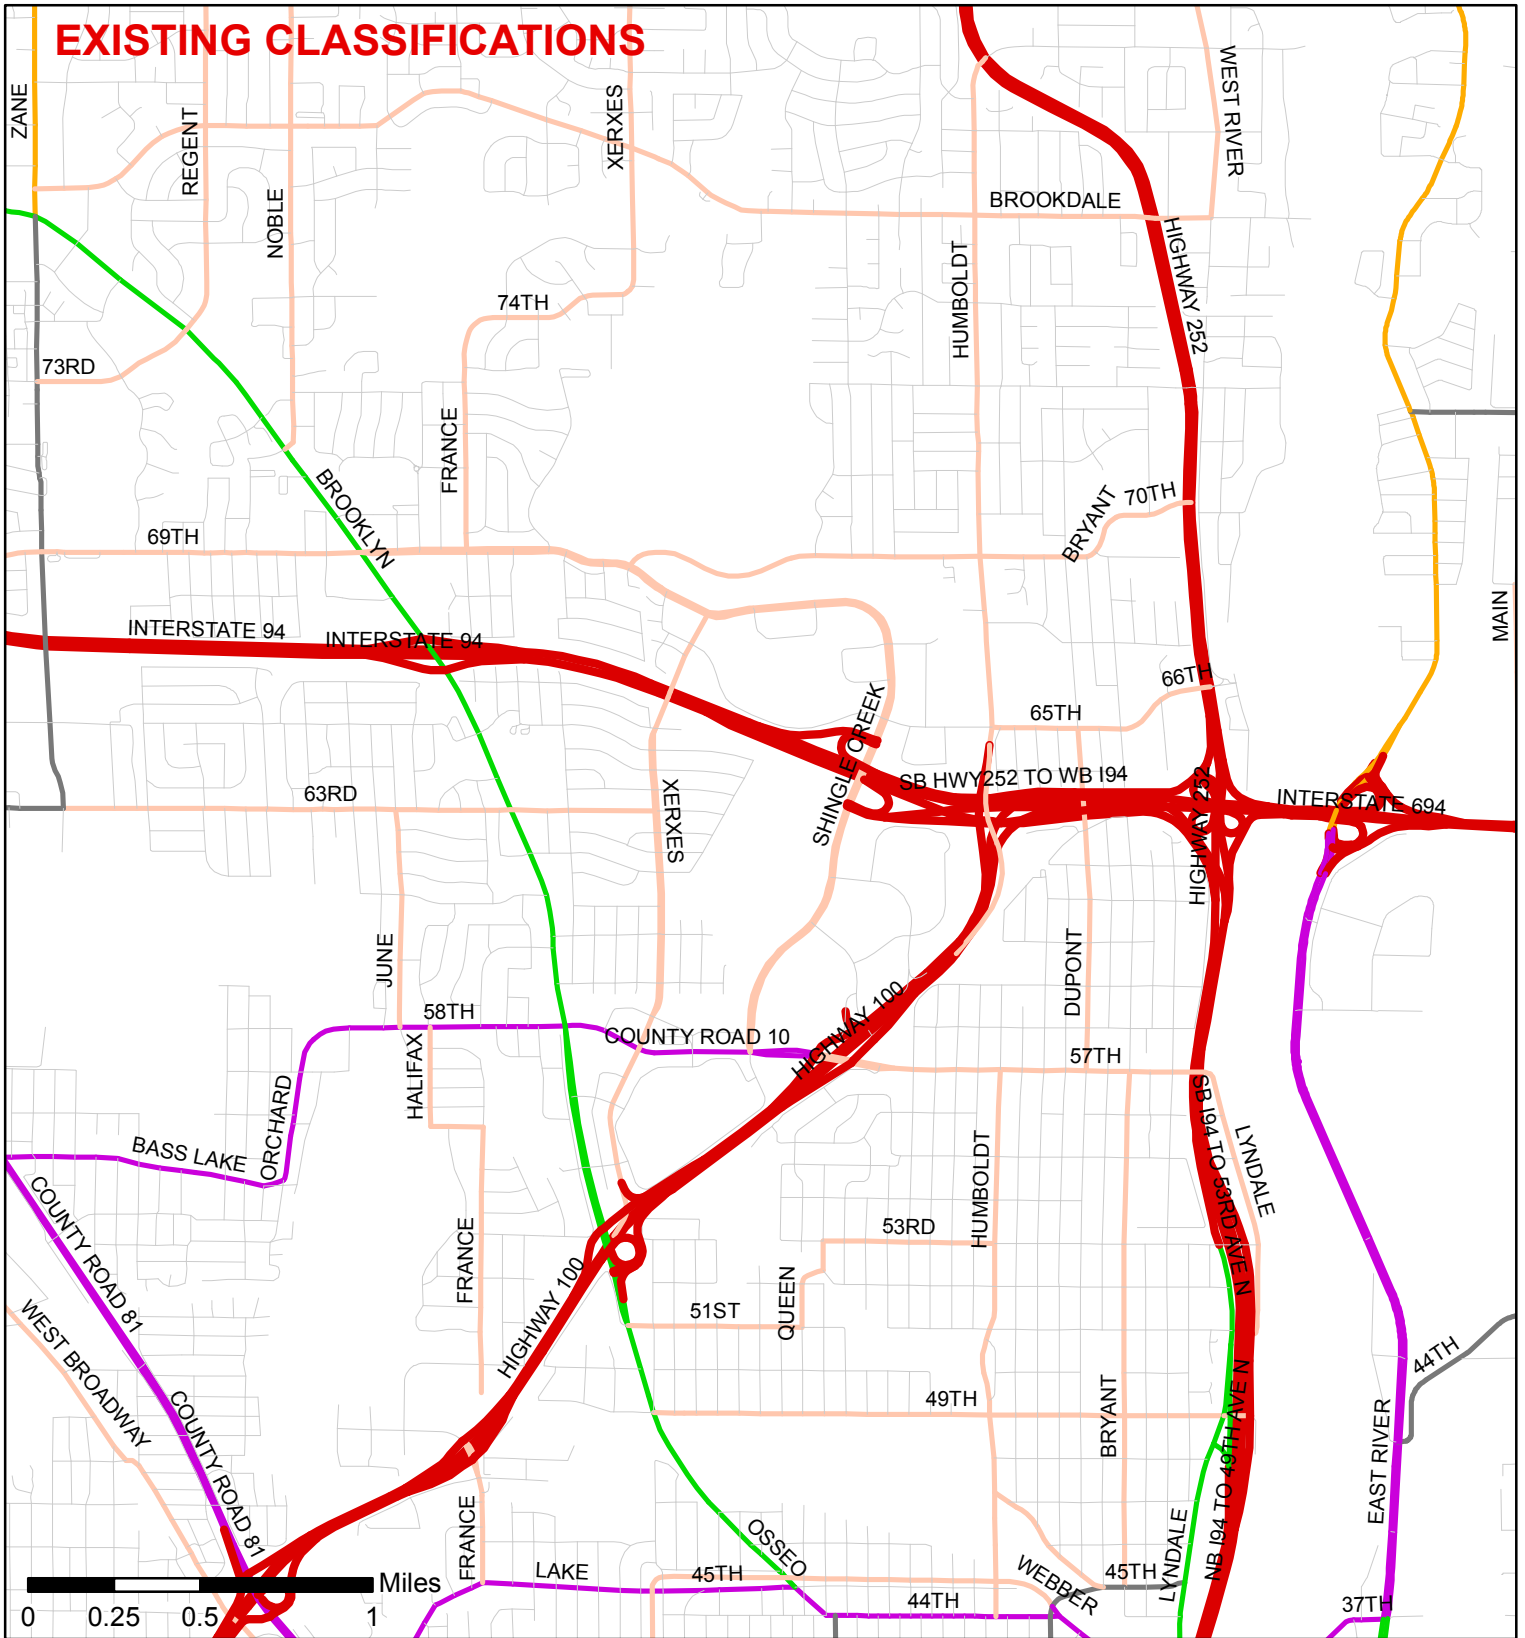 EXISTING CLASSIFICATIONS
ZANE
REGENT
NOBLE
XERXES
WEST RIVER
BROOKDALE
HUMBOLDT
HIGHWAY 252
74TH
73RD
FRANCE
BROOKLYN
BRYANT
70TH
69TH
MAIN
INTERSTATE 94
INTERSTATE 94
66TH
65TH
SHINGLE CREEK
SB HWY252 TO WB I94
HIGHWAY 252
INTERSTATE 694
63RD
XERXES
JUNE
DUPONT
58TH
HALIFAX
COUNTY ROAD 10
HIGHWAY 100
57TH
ORCHARD
BASS LAKE
SB I94 TO 53RD AVE N
LYNDALE
HUMBOLDT
COUNTY ROAD 81
FRANCE
53RD
QUEEN
51ST
HIGHWAY 100
WEST BROADWAY
44TH
COUNTY ROAD 81
49TH
BRYANT
NB I94 TO 49TH AVE N
EAST RIVER
FRANCE
OSSEO
LAKE
45TH
WEBBER
45TH
LYNDALE
44TH
37TH
Miles
0 0.25 0.5 1